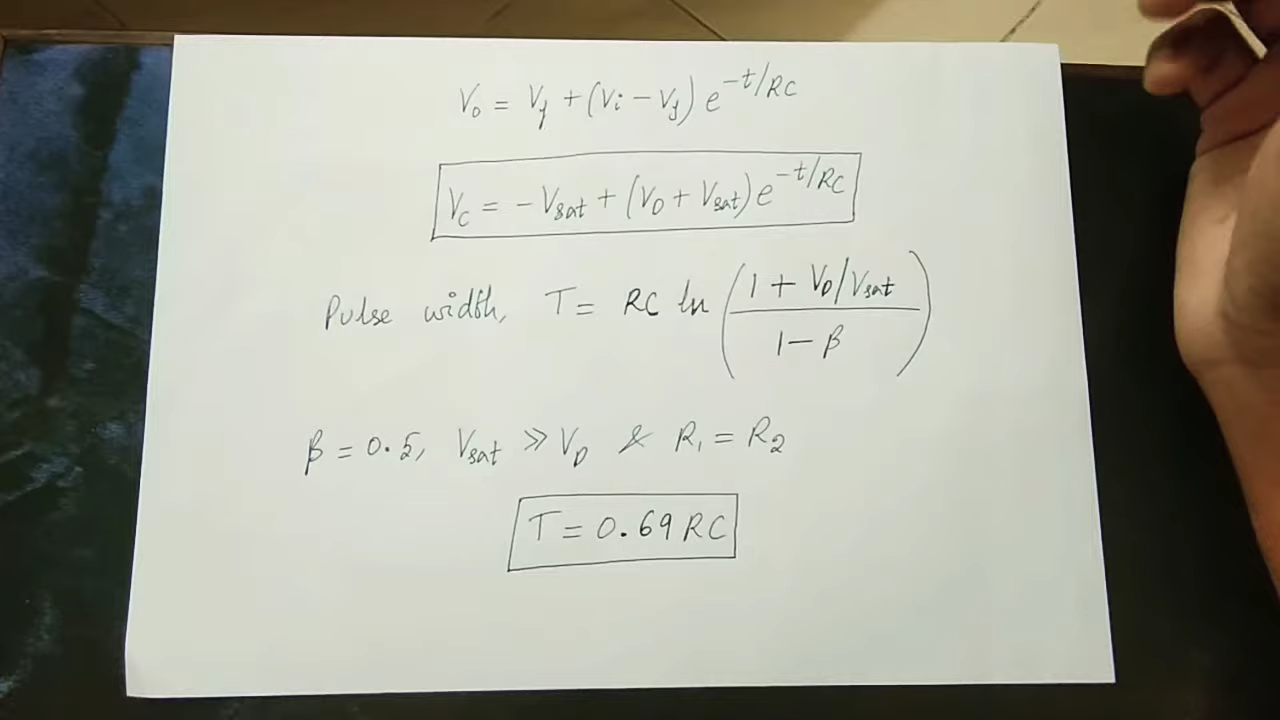 V₀ = V_f + (Vi − V_f) e^{−t/RC}
V_C = − V_sat + (V_D + V_sat) e^{−t/RC}
Pulse width, T = RC ln ((1 + V_D/V_sat)/(1 − β))
β = 0.5, V_sat ≫ V_D & R₁ = R₂
T = 0.69 RC